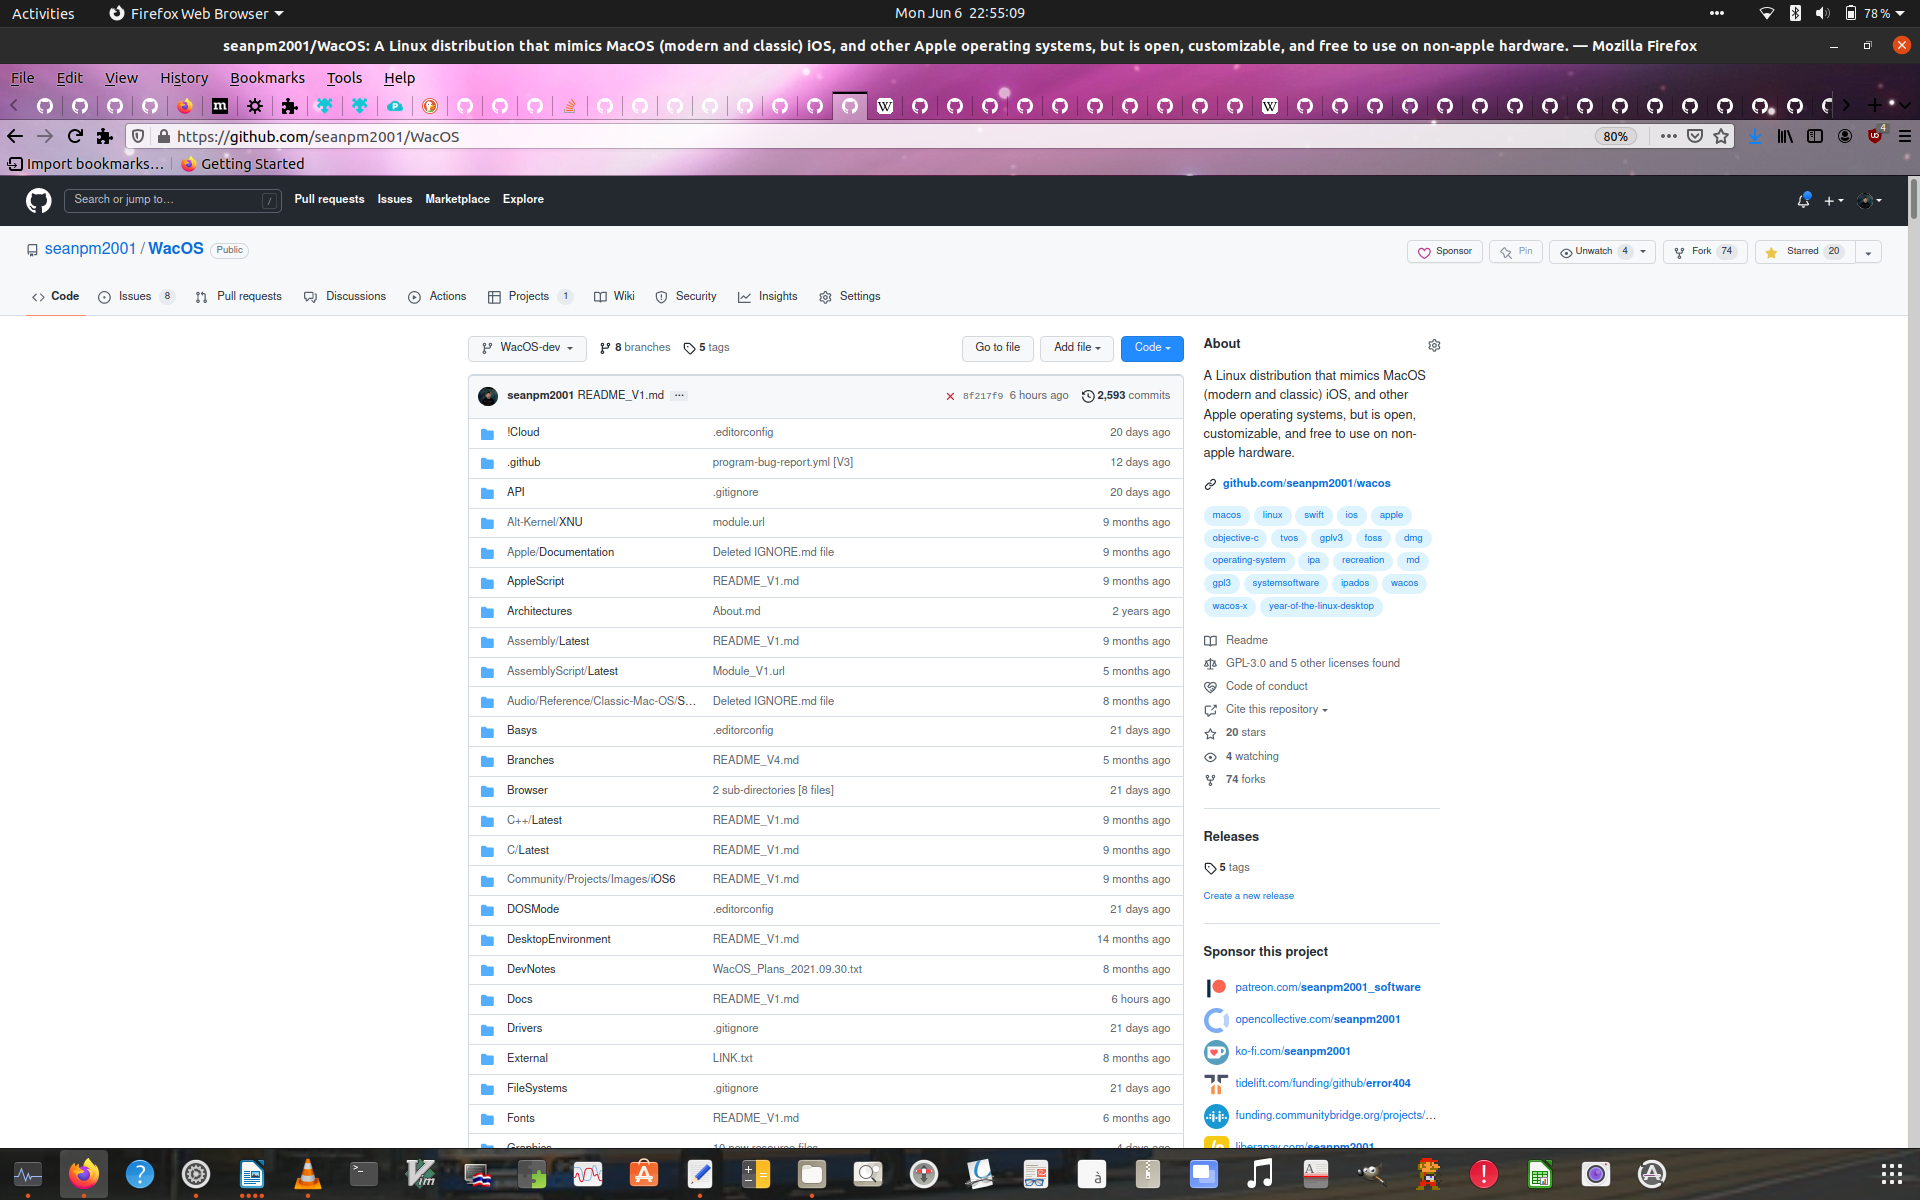 Activities
Firefox Web Browser
Mon Jun 6 22:55:09
78 %
seanpm2001/WacOS: A Linux distribution that mimics MacOS (modern and classic) iOS, and other Apple operating systems, but is open, customizable, and free to use on non-apple hardware. — Mozilla Firefox
File Edit View History Bookmarks Tools Help
https://github.com/seanpm2001/WacOS
80%
4
Import bookmarks…
Getting Started
Search or jump to…
/
Pull requests Issues Marketplace Explore
seanpm2001 / WacOS Public
Sponsor
Pin
Unwatch 4
Fork 74
Starred 20
Code
Issues 8
Pull requests
Discussions
Actions
Projects 1
Wiki
Security
Insights
Settings
WacOS-dev
8 branches
5 tags
Go to file
Add file
Code
seanpm2001 README_V1.md ...
8f217f9 6 hours ago
2,593 commits
!Cloud .editorconfig 20 days ago
.github program-bug-report.yml [V3] 12 days ago
API .gitignore 20 days ago
Alt-Kernel/XNU module.url 9 months ago
Apple/Documentation Deleted IGNORE.md file 9 months ago
AppleScript README_V1.md 9 months ago
Architectures About.md 2 years ago
Assembly/Latest README_V1.md 9 months ago
AssemblyScript/Latest Module_V1.url 5 months ago
Audio/Reference/Classic-Mac-OS/S… Deleted IGNORE.md file 8 months ago
Basys .editorconfig 21 days ago
Branches README_V4.md 5 months ago
Browser 2 sub-directories [8 files] 21 days ago
C++/Latest README_V1.md 9 months ago
C/Latest README_V1.md 9 months ago
Community/Projects/Images/iOS6 README_V1.md 9 months ago
DOSMode .editorconfig 21 days ago
DesktopEnvironment README_V1.md 14 months ago
DevNotes WacOS_Plans_2021.09.30.txt 8 months ago
Docs README_V1.md 6 hours ago
Drivers .gitignore 21 days ago
External LINK.txt 8 months ago
FileSystems .gitignore 21 days ago
Fonts README_V1.md 6 months ago
About
A Linux distribution that mimics MacOS
(modern and classic) iOS, and other
Apple operating systems, but is open,
customizable, and free to use on non-
apple hardware.
github.com/seanpm2001/wacos
macos linux swift ios apple
objective-c tvos gplv3 foss dmg
operating-system ipa recreation md
gpl3 systemsoftware ipados wacos
wacos-x year-of-the-linux-desktop
Readme
GPL-3.0 and 5 other licenses found
Code of conduct
Cite this repository
20 stars
4 watching
74 forks
Releases
5 tags
Create a new release
Sponsor this project
patreon.com/seanpm2001_software
opencollective.com/seanpm2001
ko-fi.com/seanpm2001
tidelift.com/funding/github/error404
funding.communitybridge.org/projects/…
liberapay.com/seanpm2001